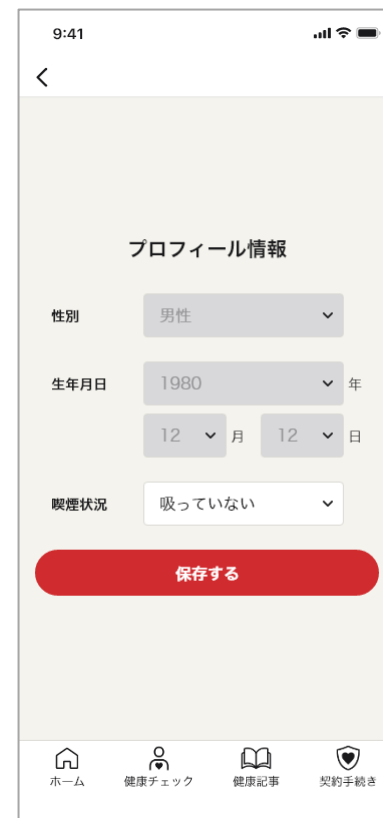 9:41
プロフィール情報
性別 男性
生年月日 1980 年
12 月 12 日
喫煙状況 吸っていない
保存する
ホーム 健康チェック 健康記事 契約手続き